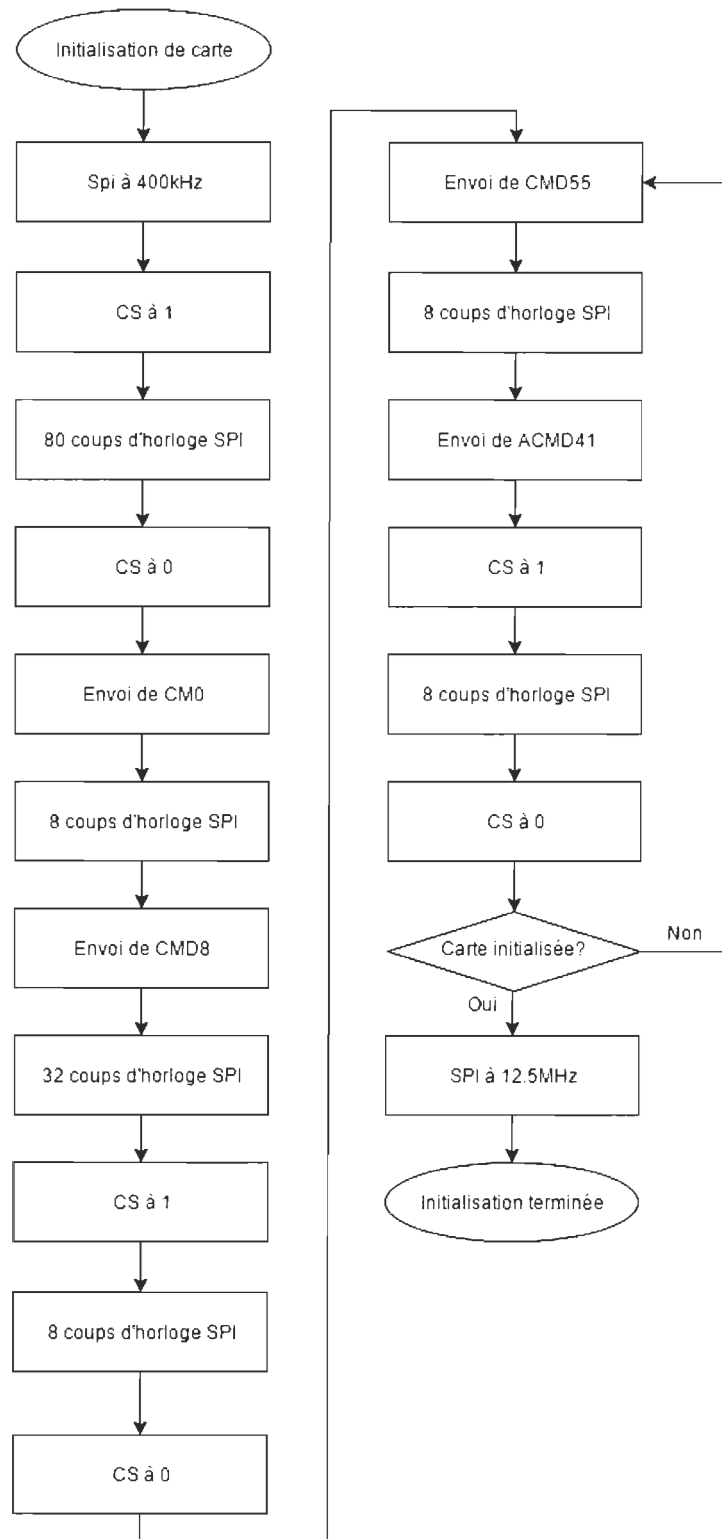 Initialisation de carte
Spi à 400kHz
CS à 1
80 coups d'horloge SPI
CS à 0
Envoi de CM0
8 coups d'horloge SPI
Envoi de CMD8
32 coups d'horloge SPI
CS à 1
8 coups d'horloge SPI
CS à 0
Envoi de CMD55
8 coups d'horloge SPI
Envoi de ACMD41
CS à 1
8 coups d'horloge SPI
CS à 0
Carte initialisée?
Non
Oui
SPI à 12.5MHz
Initialisation terminée